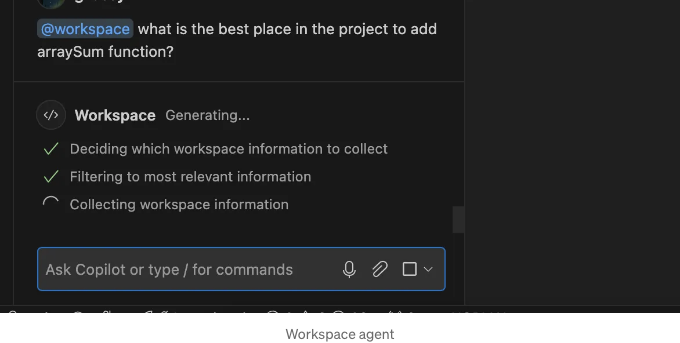 @workspace what is the best place in the project to add
arraySum function?
Workspace Generating...
Deciding which workspace information to collect
Filtering to most relevant information
Collecting workspace information
Ask Copilot or type / for commands
Workspace agent